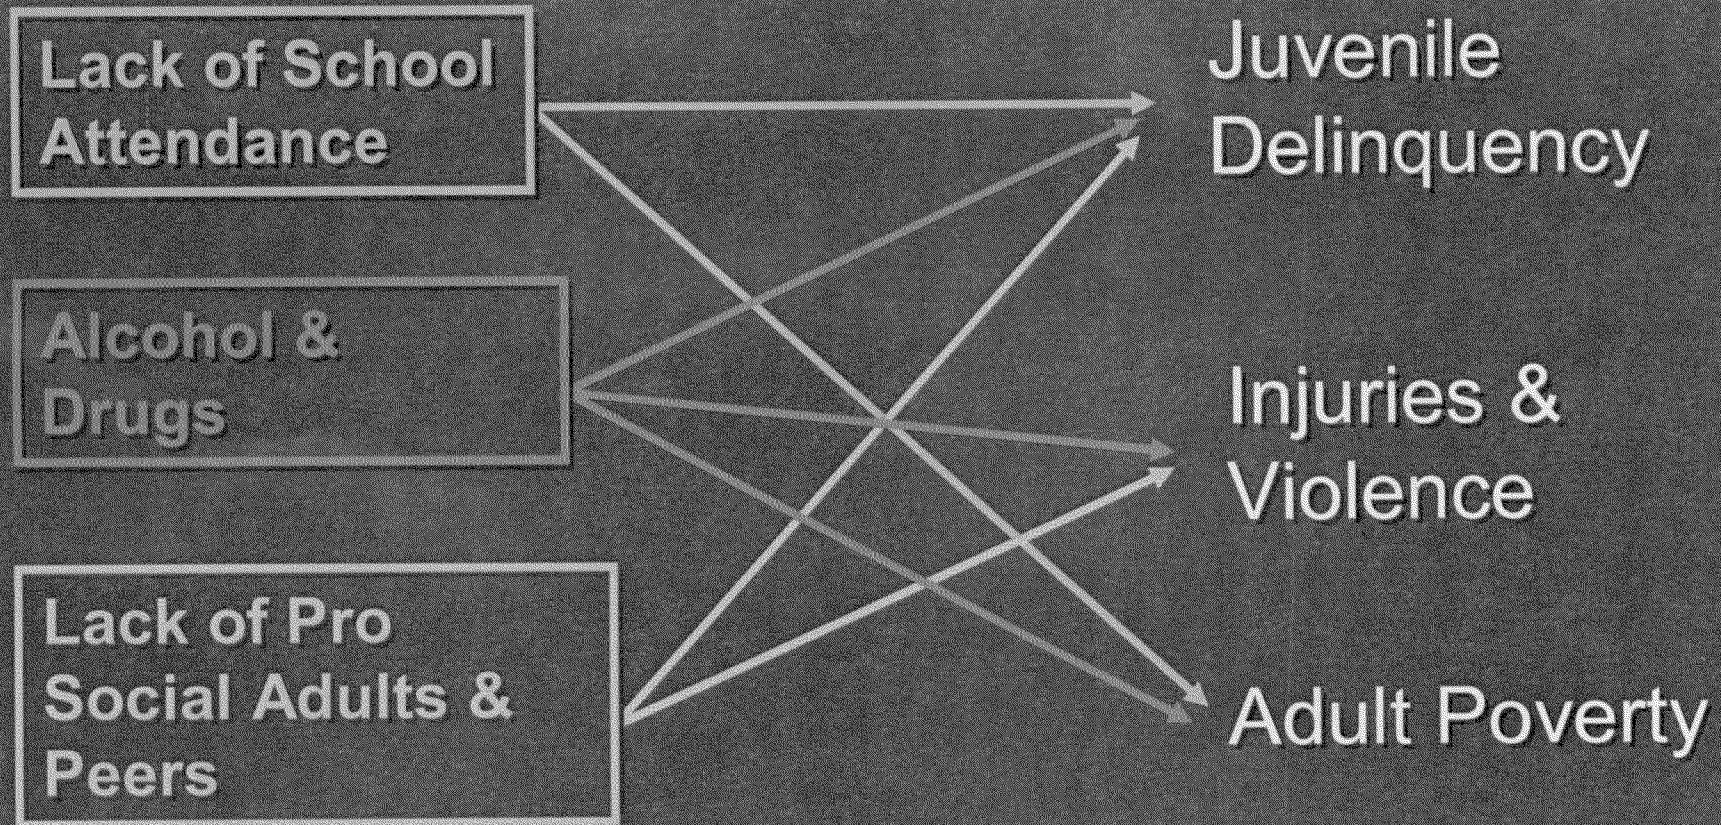 Lack of School
Attendance
Alcohol &
Drugs
Lack of Pro
Social Adults &
Peers
Juvenile
Delinquency
Injuries &
Violence
Adult Poverty